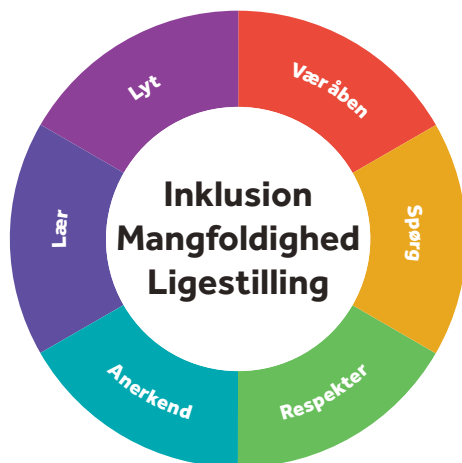 Inklusion
Mangfoldighed
Ligestilling
Vær åben
Spørg
Respekter
Anerkend
Lær
Lyt